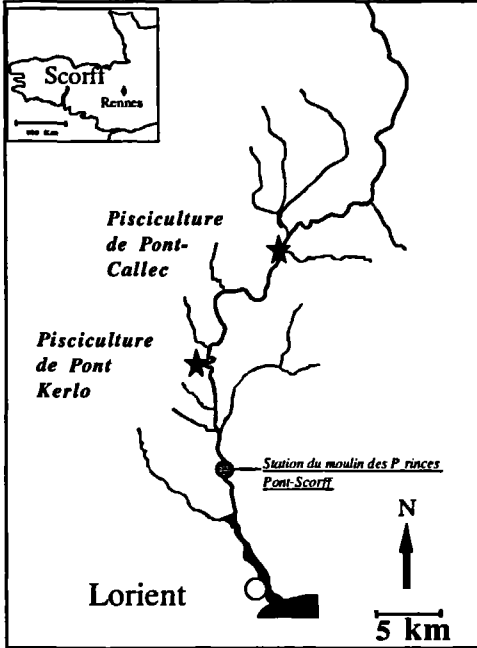 Scorff
Rennes
Pisciculture
de Pont-
Callec
Pisciculture
de Pont
Kerlo
Station du moulin des P rinces
Pont-Scorff
N
Lorient
5 km